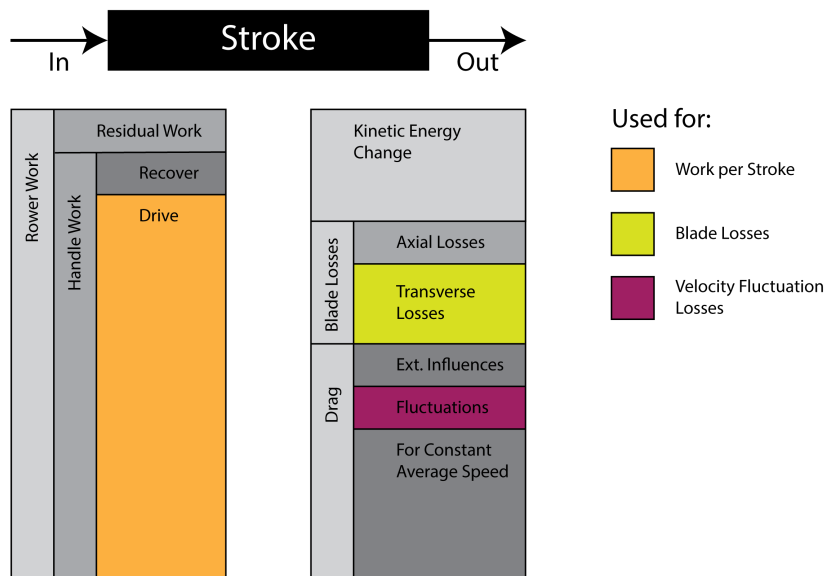 Stroke
In
Out
Rower Work
Residual Work
Handle Work
Recover
Drive
Kinetic Energy
Change
Blade Losses
Axial Losses
Transverse
Losses
Drag
Ext. Influences
Fluctuations
For Constant
Average Speed
Used for:
Work per Stroke
Blade Losses
Velocity Fluctuation
Losses